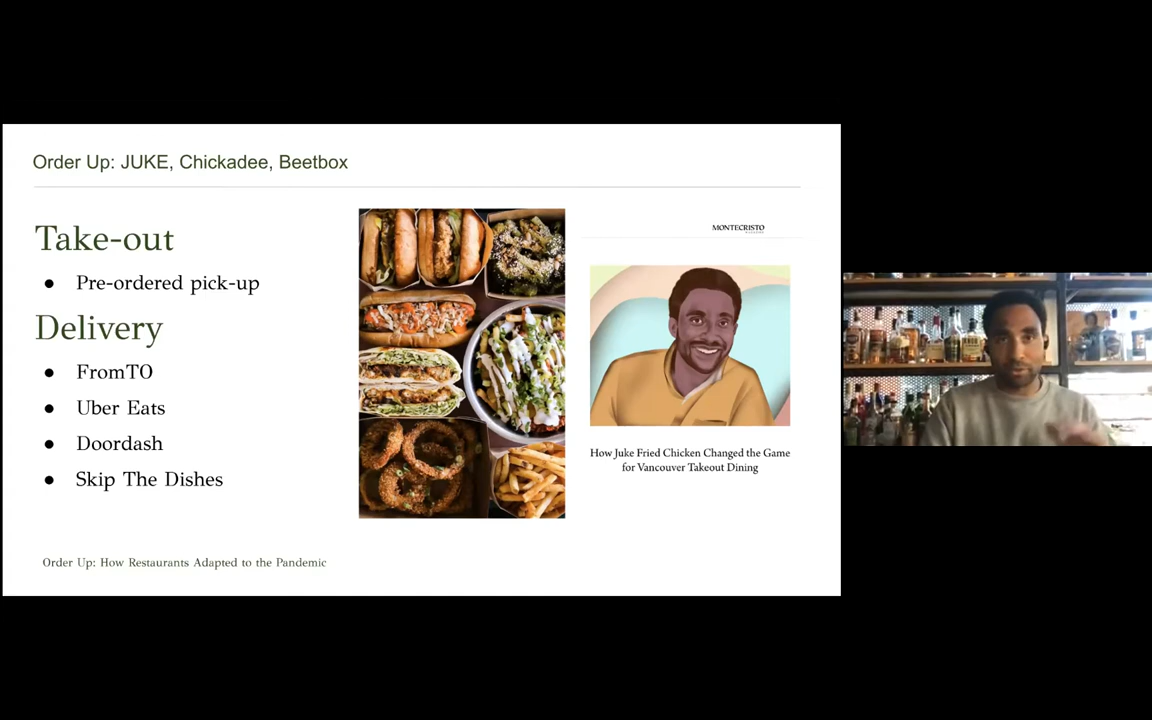 Order Up: JUKE, Chickadee, Beetbox
Take-out
● Pre-ordered pick-up
Delivery
● FromTO
● Uber Eats
● Doordash
● Skip The Dishes
MONTECRISTO
How Juke Fried Chicken Changed the Game
for Vancouver Takeout Dining
Order Up: How Restaurants Adapted to the Pandemic